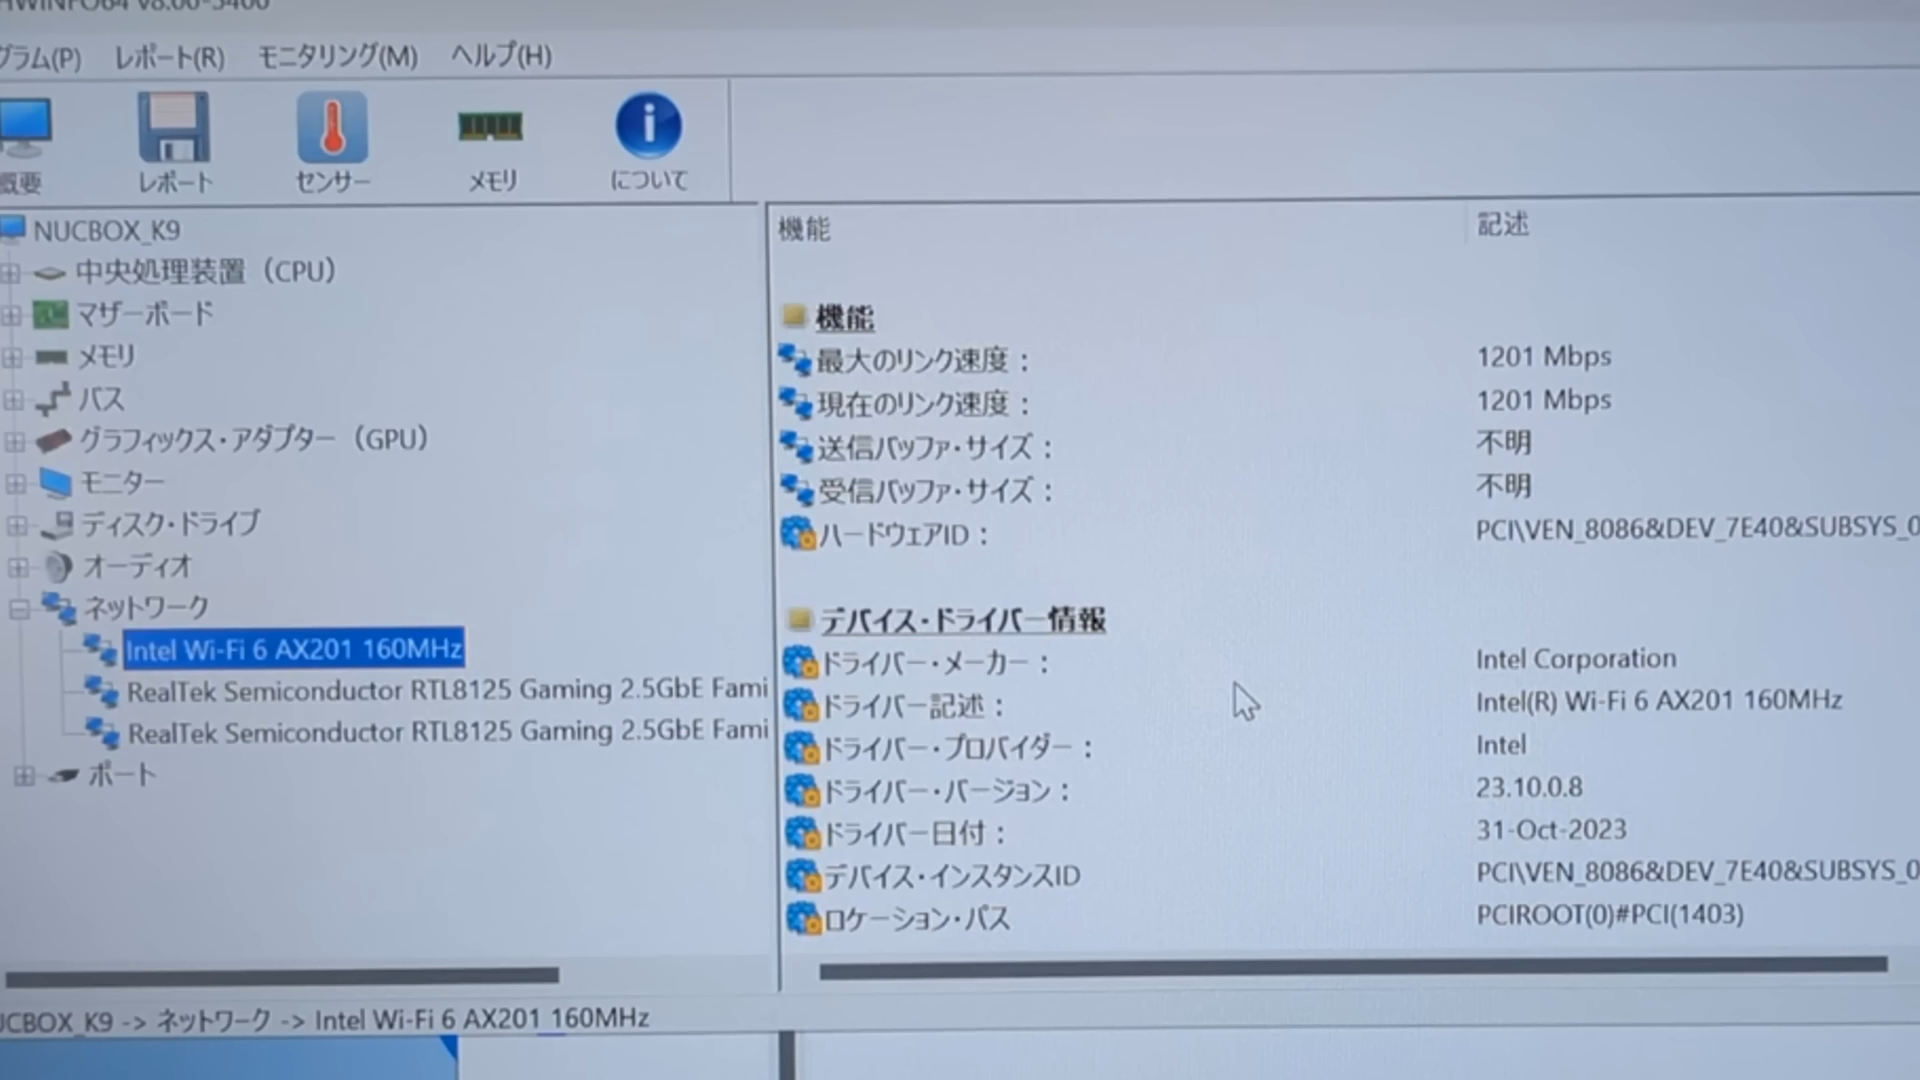 HWiNFO64 v8.00-5400
グラム(P) レポート(R) モニタリング(M) ヘルプ(H)
概要 レポート センサー メモリ について
NUCBOX_K9
中央処理装置（CPU）
マザーボード
メモリ
バス
グラフィックス・アダプター（GPU）
モニター
ディスク・ドライブ
オーディオ
ネットワーク
Intel Wi-Fi 6 AX201 160MHz
RealTek Semiconductor RTL8125 Gaming 2.5GbE Fami
RealTek Semiconductor RTL8125 Gaming 2.5GbE Fami
ポート
機能 記述
機能
最大のリンク速度： 1201 Mbps
現在のリンク速度： 1201 Mbps
送信バッファ・サイズ： 不明
受信バッファ・サイズ： 不明
ハードウェアID： PCI\VEN_8086&DEV_7E40&SUBSYS_0
デバイス・ドライバー情報
ドライバー・メーカー： Intel Corporation
ドライバー記述： Intel(R) Wi-Fi 6 AX201 160MHz
ドライバー・プロバイダー： Intel
ドライバー・バージョン： 23.10.0.8
ドライバー日付： 31-Oct-2023
デバイス・インスタンスID PCI\VEN_8086&DEV_7E40&SUBSYS_0
ロケーション・パス PCIROOT(0)#PCI(1403)
UCBOX_K9 -> ネットワーク -> Intel Wi-Fi 6 AX201 160MHz